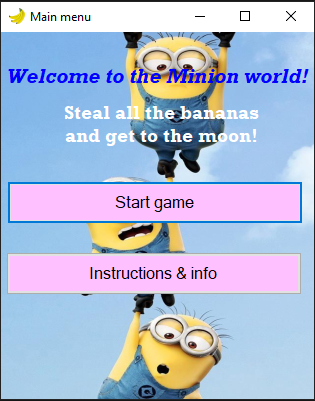 Main menu
Welcome to the Minion world!
Steal all the bananas
and get to the moon!
Start game
Instructions & info